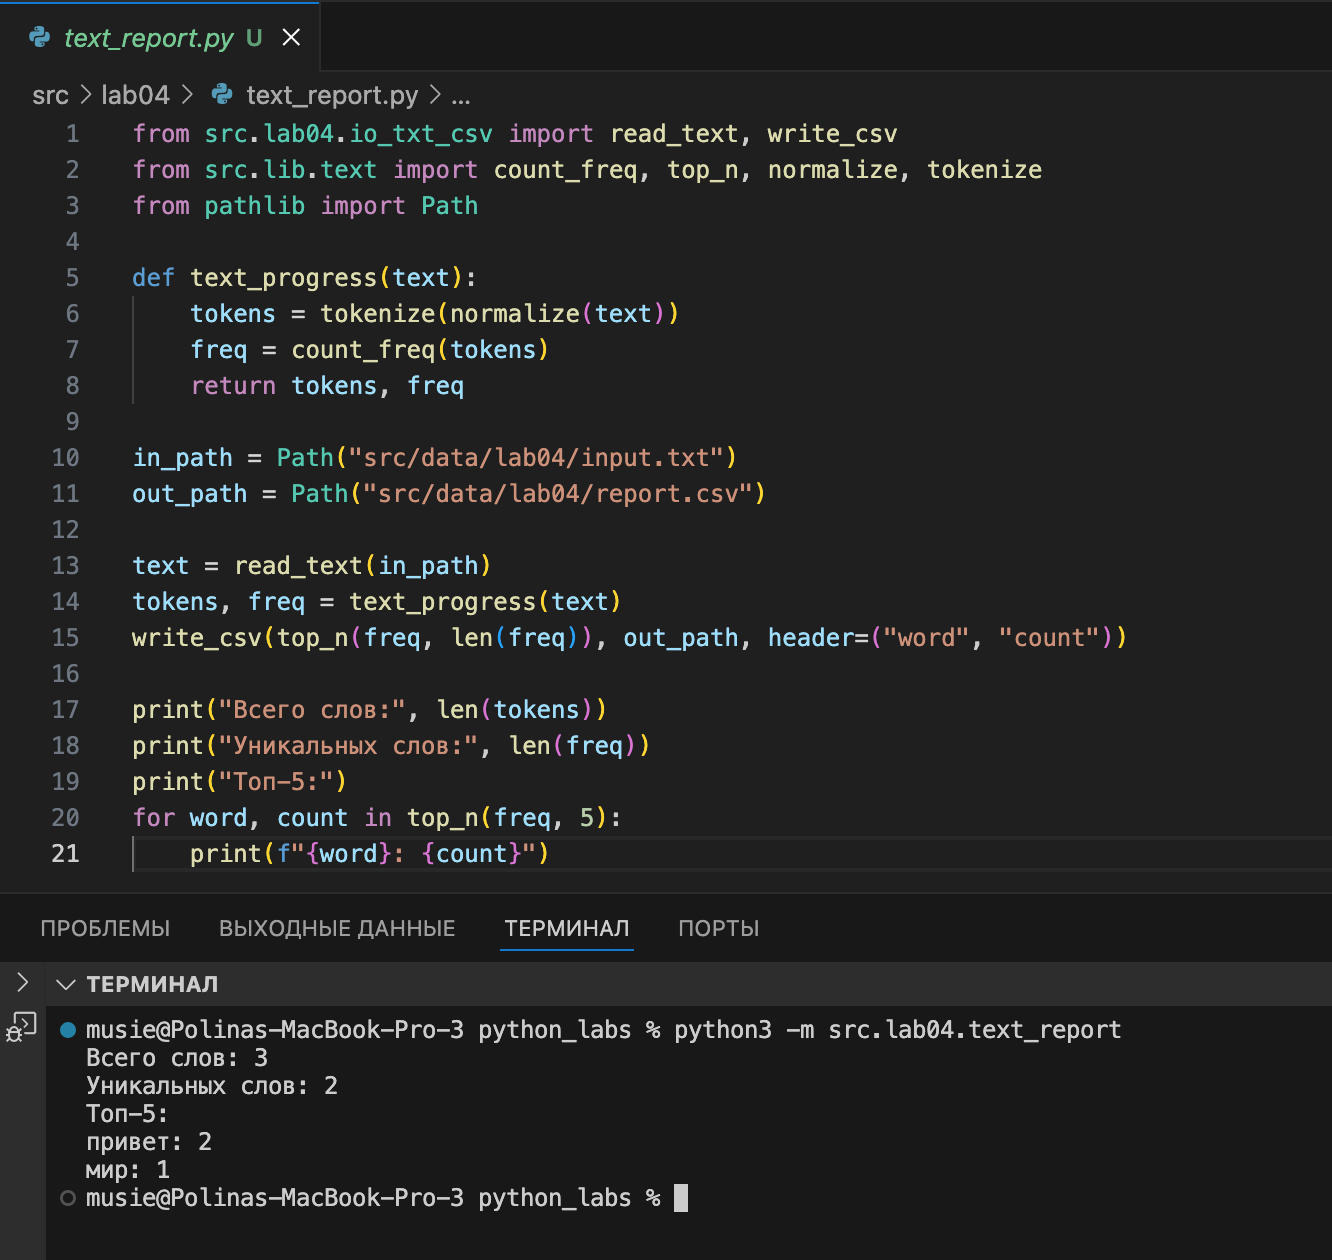 text_report.py U
src > lab04 > text_report.py > ...
1 from src.lab04.io_txt_csv import read_text, write_csv
2 from src.lib.text import count_freq, top_n, normalize, tokenize
3 from pathlib import Path
4
5 def text_progress(text):
6     tokens = tokenize(normalize(text))
7     freq = count_freq(tokens)
8     return tokens, freq
9
10 in_path = Path("src/data/lab04/input.txt")
11 out_path = Path("src/data/lab04/report.csv")
12
13 text = read_text(in_path)
14 tokens, freq = text_progress(text)
15 write_csv(top_n(freq, len(freq)), out_path, header=("word", "count"))
16
17 print("Всего слов:", len(tokens))
18 print("Уникальных слов:", len(freq))
19 print("Топ-5:")
20 for word, count in top_n(freq, 5):
21     print(f"{word}: {count}")
ПРОБЛЕМЫ ВЫХОДНЫЕ ДАННЫЕ ТЕРМИНАЛ ПОРТЫ
ТЕРМИНАЛ
musie@Polinas-MacBook-Pro-3 python_labs % python3 -m src.lab04.text_report
Всего слов: 3
Уникальных слов: 2
Топ-5:
привет: 2
мир: 1
musie@Polinas-MacBook-Pro-3 python_labs %